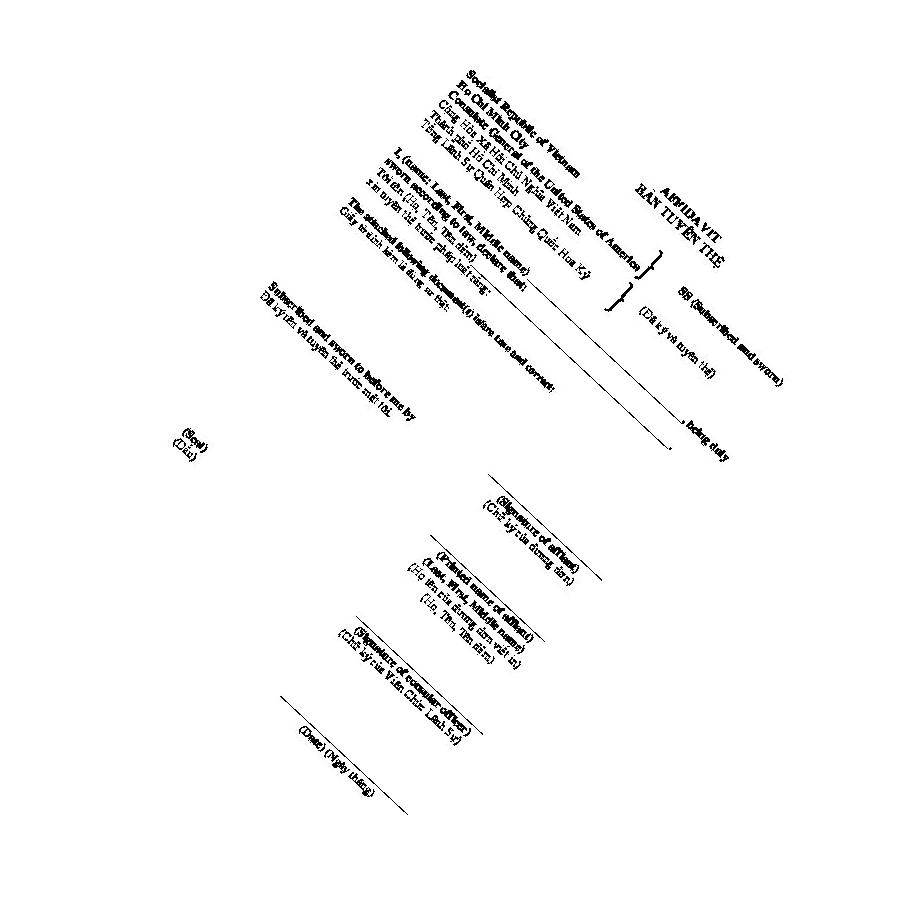 AFFIDAVIT
BẢN TUYÊN THỆ
Socialist Republic of Vietnam
Ho Chi Minh City
Consulate General of the United States of America
SS (Subscribed and sworn)
Cộng Hòa Xã Hội Chủ Nghĩa Việt Nam
Thành phố Hồ Chí Minh
Tổng Lãnh Sự Quán Hợp Chủng Quốc Hoa Kỳ
(Đã ký và tuyên thệ)
I, (name: Last, First, Middle name) , being duly
sworn according to law, declare that:
Tôi tên (Họ, Tên, Tên đệm) ,
xin tuyên thệ trước pháp luật rằng:
The attached following document(s) is/are true and correct:
Giấy tờ đính kèm là đúng sự thật:
Subscribed and sworn to before me by
Đã ký tên và tuyên thệ trước mặt tôi,
(Signature of affiant)
(Chữ ký của đương đơn)
(Printed name of affiant)
(Last, First, Middle name)
(Họ tên của đương đơn viết in)
(Họ, Tên, Tên đệm)
(Seal)
(Dấu)
(Signature of consular officer)
(Chữ ký của Viên Chức Lãnh Sự)
(Date) (Ngày tháng)